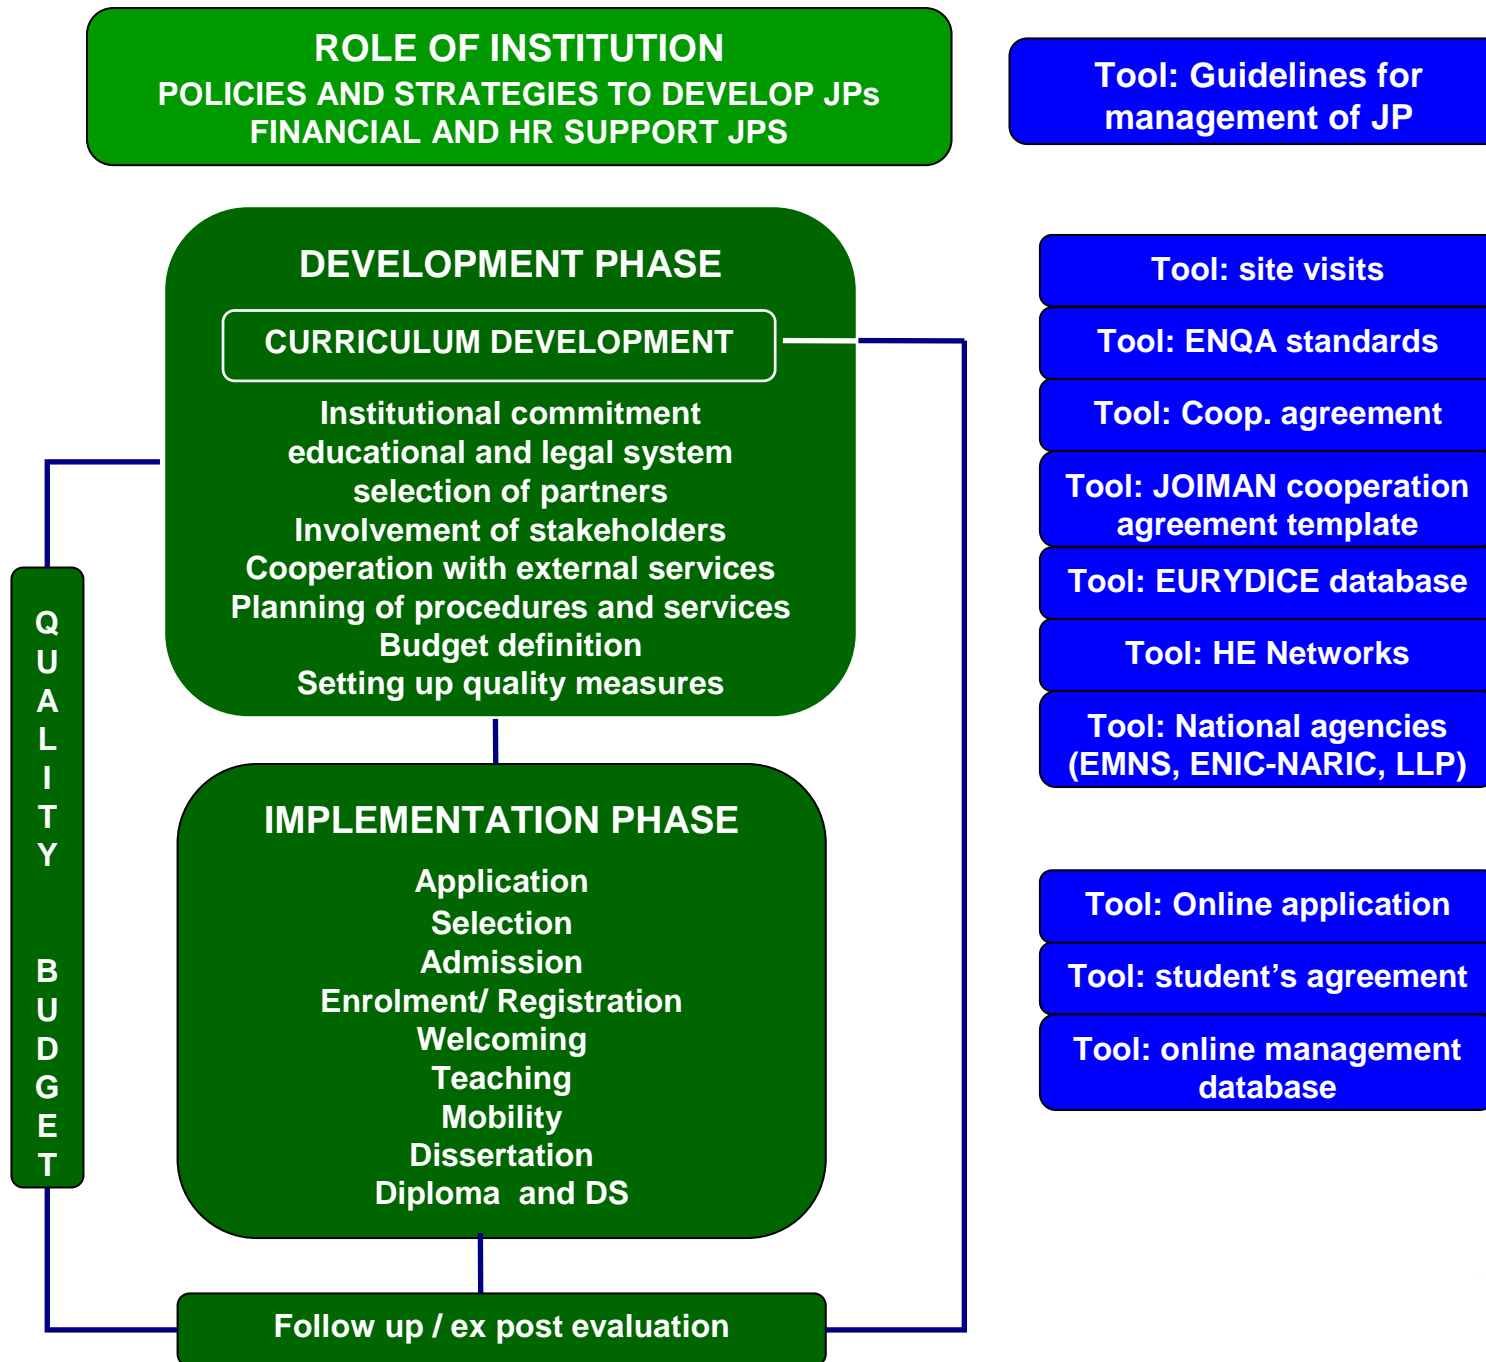 ROLE OF INSTITUTION
POLICIES AND STRATEGIES TO DEVELOP JPs
FINANCIAL AND HR SUPPORT JPS
Tool: Guidelines for
management of JP
DEVELOPMENT PHASE
CURRICULUM DEVELOPMENT
Institutional commitment
educational and legal system
selection of partners
Involvement of stakeholders
Cooperation with external services
Planning of procedures and services
Budget definition
Setting up quality measures
Tool: site visits
Tool: ENQA standards
Tool: Coop. agreement
Tool: JOIMAN cooperation
agreement template
Tool: EURYDICE database
Tool: HE Networks
Tool: National agencies
(EMNS, ENIC-NARIC, LLP)
QUALITY BUDGET
IMPLEMENTATION PHASE
Application
Selection
Admission
Enrolment/ Registration
Welcoming
Teaching
Mobility
Dissertation
Diploma and DS
Tool: Online application
Tool: student’s agreement
Tool: online management
database
Follow up / ex post evaluation